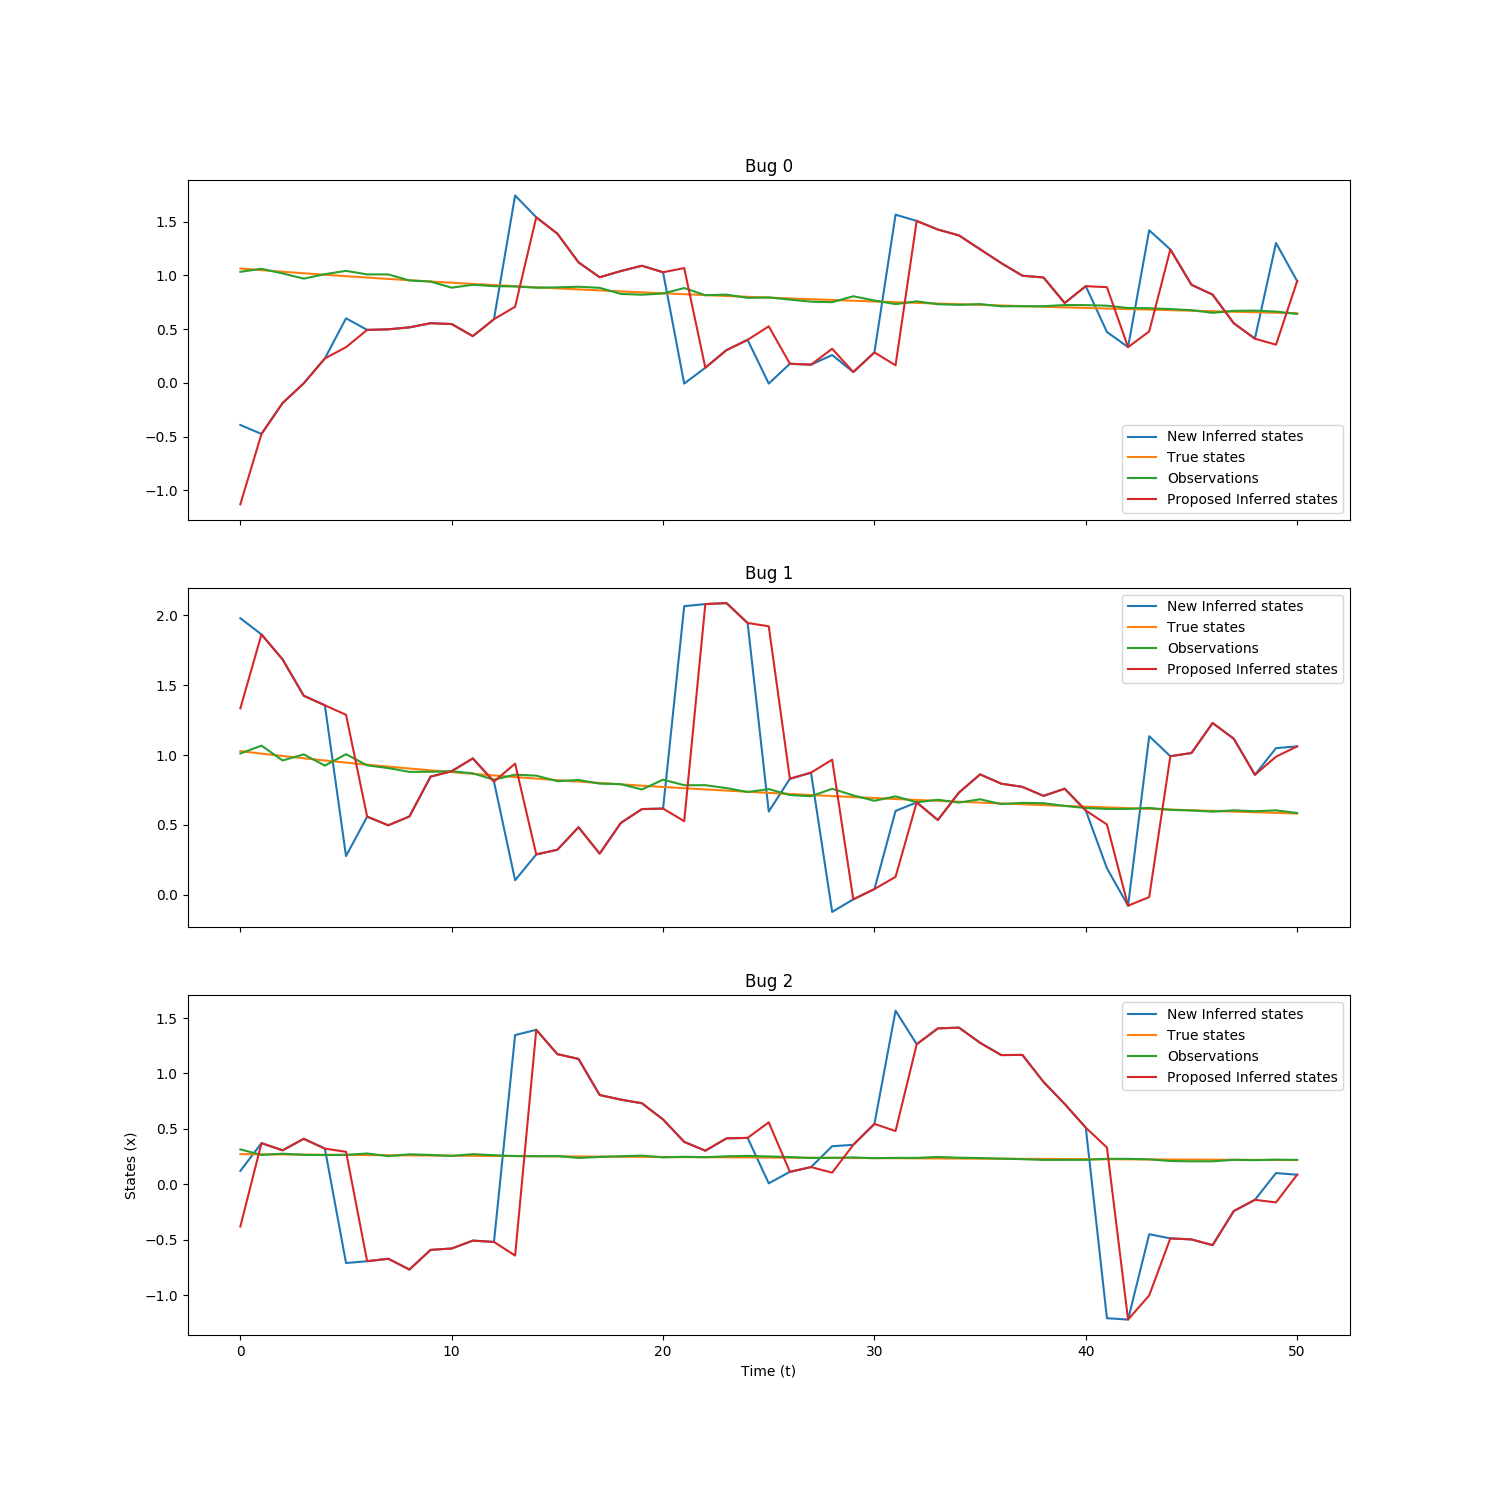 Bug 0
1.5
1.0
0.5
0.0
−0.5
−1.0
New Inferred states
True states
Observations
Proposed Inferred states
Bug 1
2.0
1.5
1.0
0.5
0.0
New Inferred states
True states
Observations
Proposed Inferred states
Bug 2
States (x)
1.5
1.0
0.5
0.0
−0.5
−1.0
New Inferred states
True states
Observations
Proposed Inferred states
0 10 20 30 40 50
Time (t)